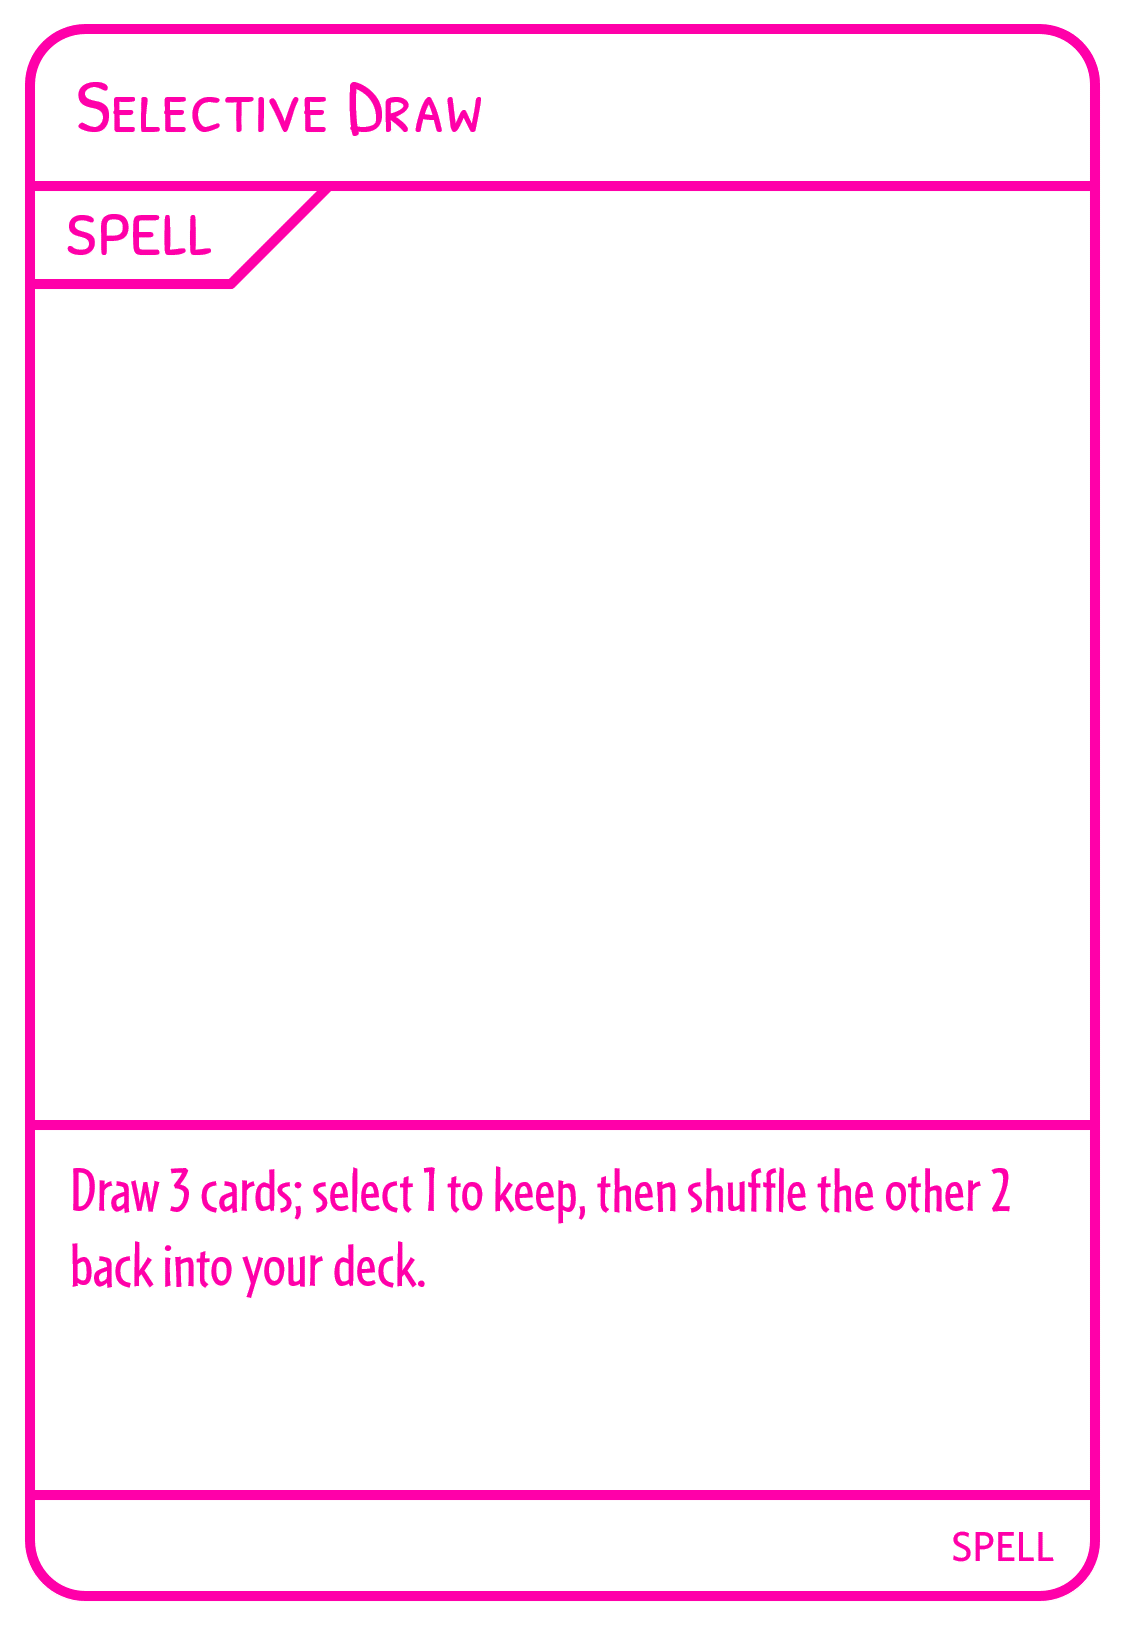 Selective Draw
SPELL
Draw 3 cards; select 1 to keep, then shuffle the other 2
back into your deck.
SPELL